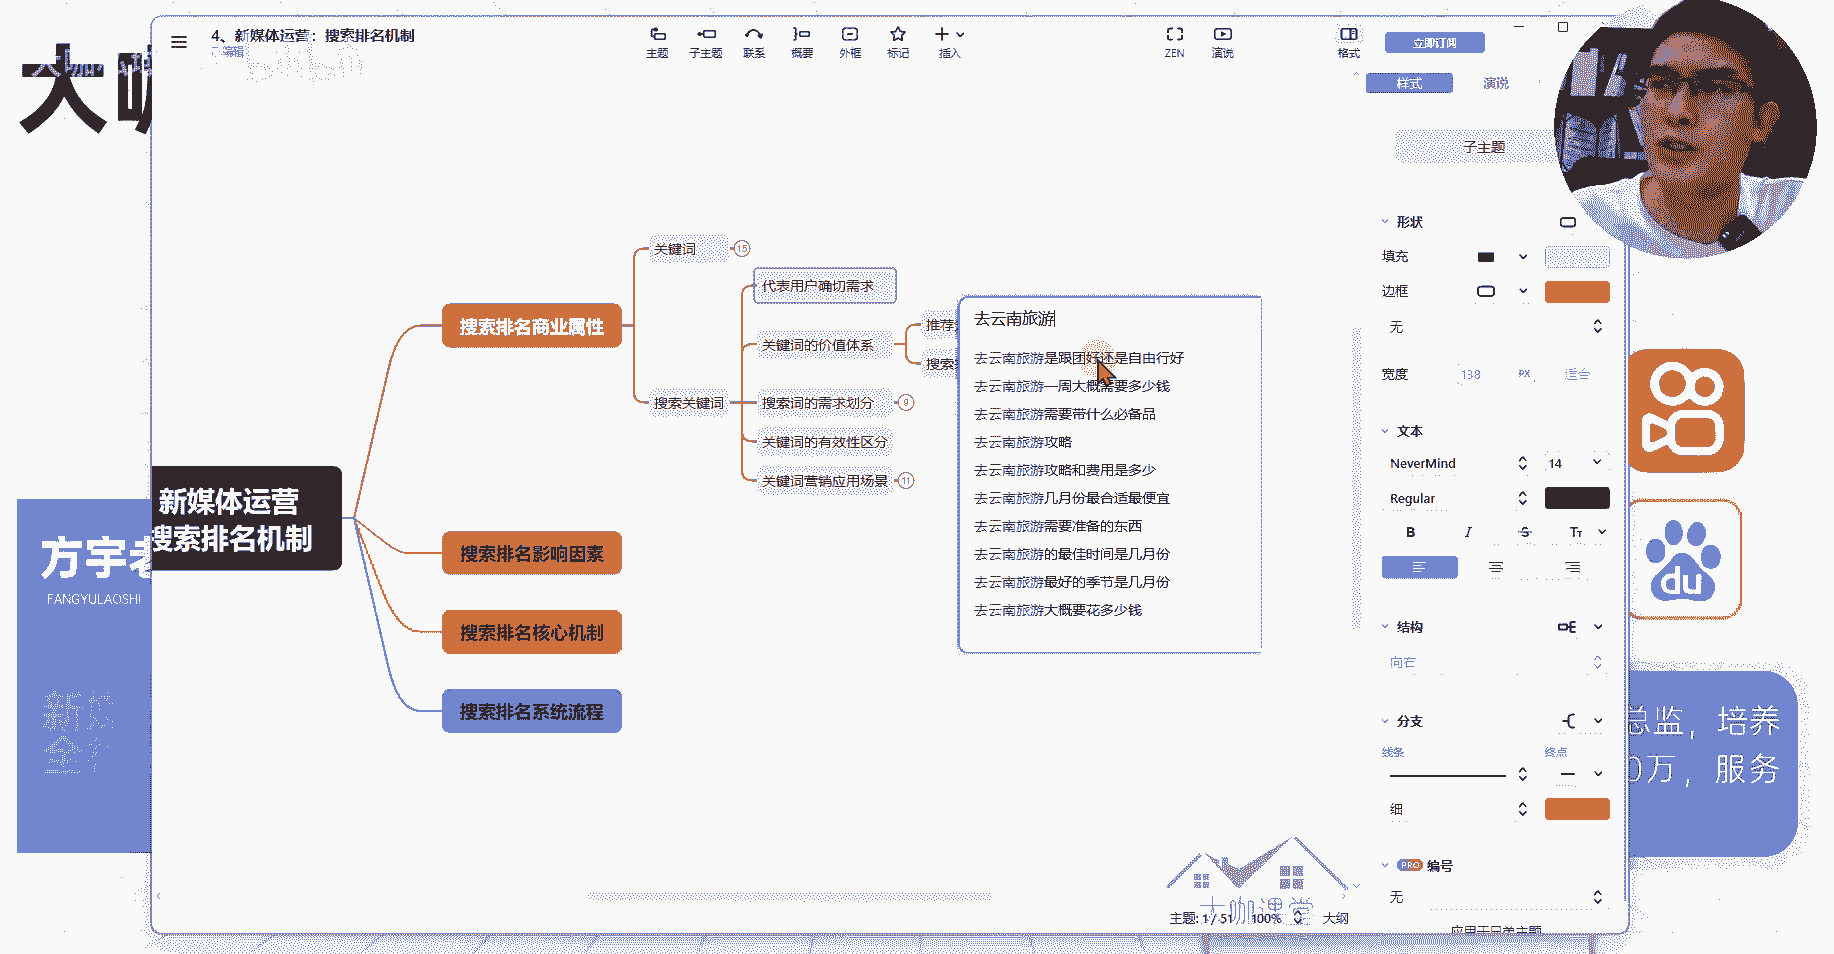 大咖
4、新媒体运营：搜索排名机制
已编辑
主题
子主题
联系
概要
外框
标记
插入
ZEN
演说
格式
立即订阅
样式
演说
子主题
形状
填充
边框
无
宽度
138
PX
适合
文本
NeverMind
14
Regular
B
I
S
TT
结构
向右
分支
线条
终点
细
PRO
编号
无
新媒体运营
搜索排名机制
搜索排名商业属性
搜索排名影响因素
搜索排名核心机制
搜索排名系统流程
关键词
15
搜索关键词
代表用户确切需求
关键词的价值体系
推荐
搜索
搜索词的需求划分
9
关键词的有效性区分
关键词营销应用场景
11
去云南旅游
去云南旅游是跟团好还是自由行好
去云南旅游一周大概需要多少钱
去云南旅游需要带什么必备品
去云南旅游攻略
去云南旅游攻略和费用是多少
去云南旅游几月份最合适最便宜
去云南旅游需要准备的东西
去云南旅游的最佳时间是几月份
去云南旅游最好的季节是几月份
去云南旅游大概要花多少钱
方宇老
FANGYULAOSHI
新媒
全
du
总监，培养
0万，服务
大咖课堂
主题: 1 / 51
100%
大纲
应用于兄弟主题